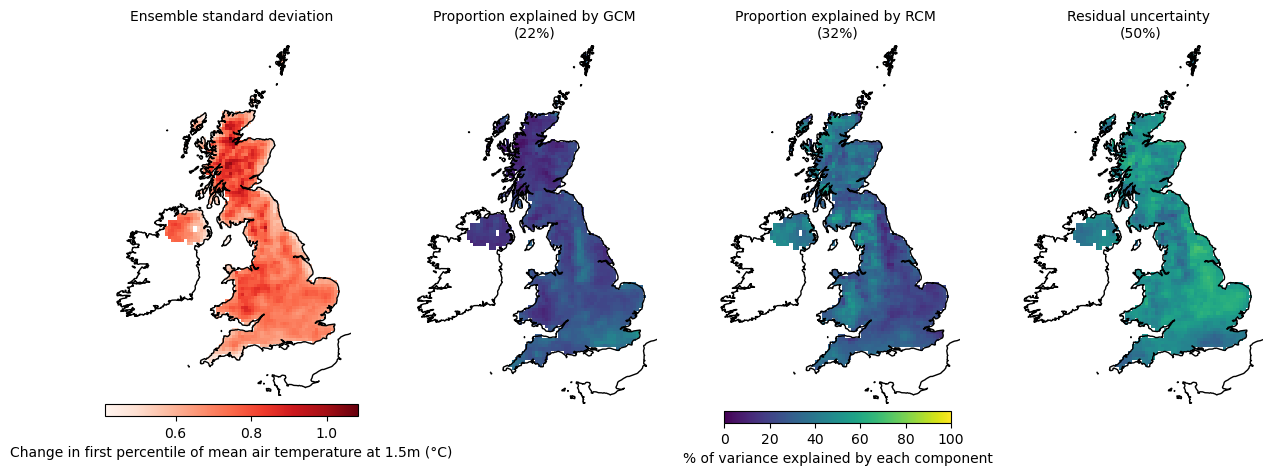 Ensemble standard deviation
Proportion explained by GCM
(22%)
Proportion explained by RCM
(32%)
Residual uncertainty
(50%)
0.6 0.8 1.0
Change in first percentile of mean air temperature at 1.5m (°C)
0 20 40 60 80 100
% of variance explained by each component